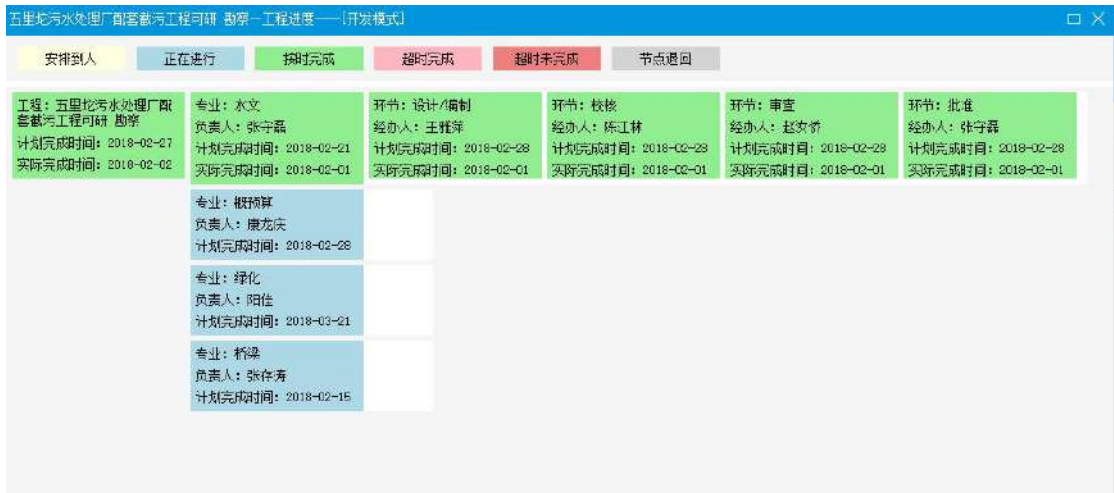 五里坨污水处理厂配套截污工程可研 勘察—工程进度——[开发模式]
安排到人 正在进行 按时完成 超时完成 超时未完成 节点退回
工程：五里坨污水处理厂配
套截污工程可研 勘察
计划完成时间：2018-02-27
实际完成时间：2018-02-02
专业：水文
负责人：张守磊
计划完成时间：2018-02-21
实际完成时间：2018-02-01
环节：设计/编制
经办人：王雅萍
计划完成时间：2018-02-28
实际完成时间：2018-02-01
环节：校核
经办人：陈江林
计划完成时间：2018-02-28
实际完成时间：2018-02-01
环节：审查
经办人：赵安侨
计划完成时间：2018-02-28
实际完成时间：2018-02-01
环节：批准
经办人：张守磊
计划完成时间：2018-02-28
实际完成时间：2018-02-01
专业：概预算
负责人：康龙庆
计划完成时间：2018-02-28
专业：绿化
负责人：阳佳
计划完成时间：2018-03-21
专业：桥梁
负责人：张存涛
计划完成时间：2018-02-15